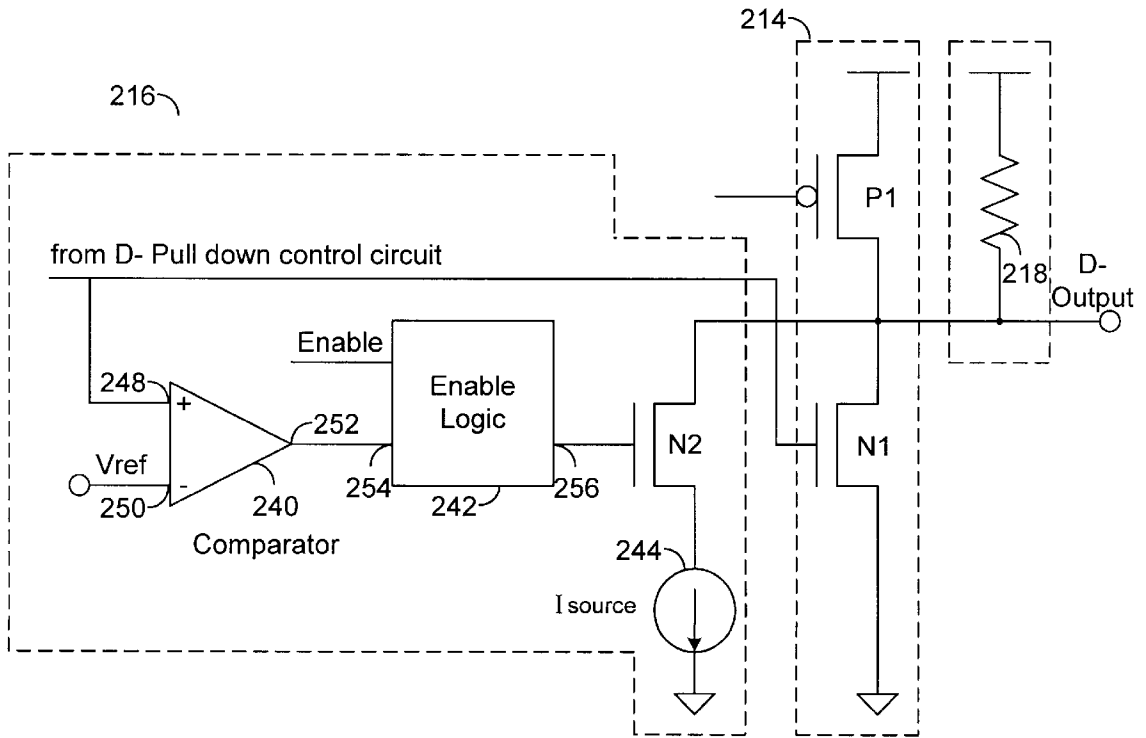 214
216
P1
from D- Pull down control circuit
218
D-
Output
Enable
248
Enable
Logic
+
252
N2
N1
Vref
-
250
240
254
242
256
Comparator
244
I source